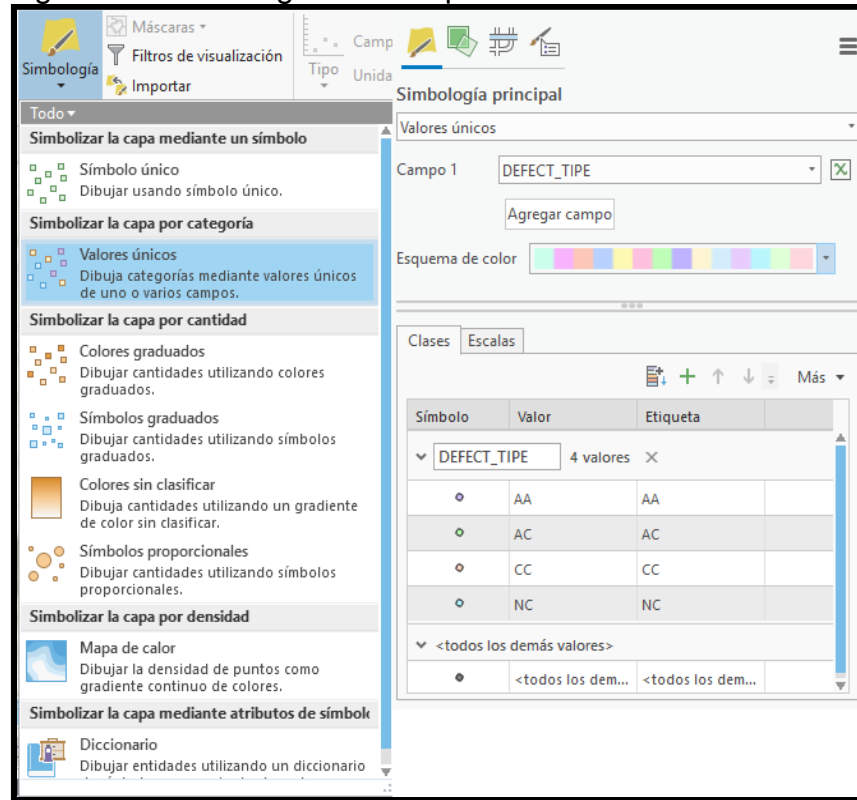 Máscaras
Filtros de visualización
Importar
Simbología
Tipo
Camp
Unida
Todo
Simbolizar la capa mediante un símbolo
Símbolo único
Dibujar usando símbolo único.
Simbolizar la capa por categoría
Valores únicos
Dibuja categorías mediante valores únicos
de uno o varios campos.
Simbolizar la capa por cantidad
Colores graduados
Dibujar cantidades utilizando colores
graduados.
Símbolos graduados
Dibujar cantidades utilizando símbolos
graduados.
Colores sin clasificar
Dibuja cantidades utilizando un gradiente
de color sin clasificar.
Símbolos proporcionales
Dibujar cantidades utilizando símbolos
proporcionales.
Simbolizar la capa por densidad
Mapa de calor
Dibujar la densidad de puntos como
gradiente continuo de colores.
Simbolizar la capa mediante atributos de símbolo
Diccionario
Dibujar entidades utilizando un diccionario
Simbología principal
Valores únicos
Campo 1 DEFECT_TIPE
Agregar campo
Esquema de color
Clases Escalas
Más
Símbolo Valor Etiqueta
DEFECT_TIPE 4 valores
AA AA
AC AC
CC CC
NC NC
<todos los demás valores>
<todos los dem... <todos los dem...